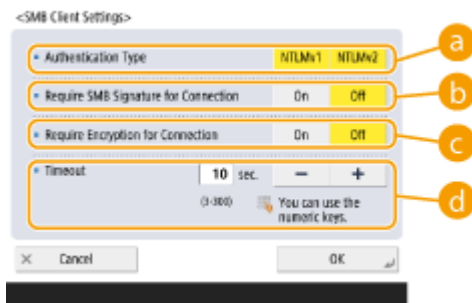 <SMB Client Settings>
Authentication Type NTLMv1 NTLMv2 a
Require SMB Signature for Connection On Off b
Require Encryption for Connection On Off c
Timeout 10 sec. − + d
(3-300) You can use the
numeric keys.
× Cancel OK